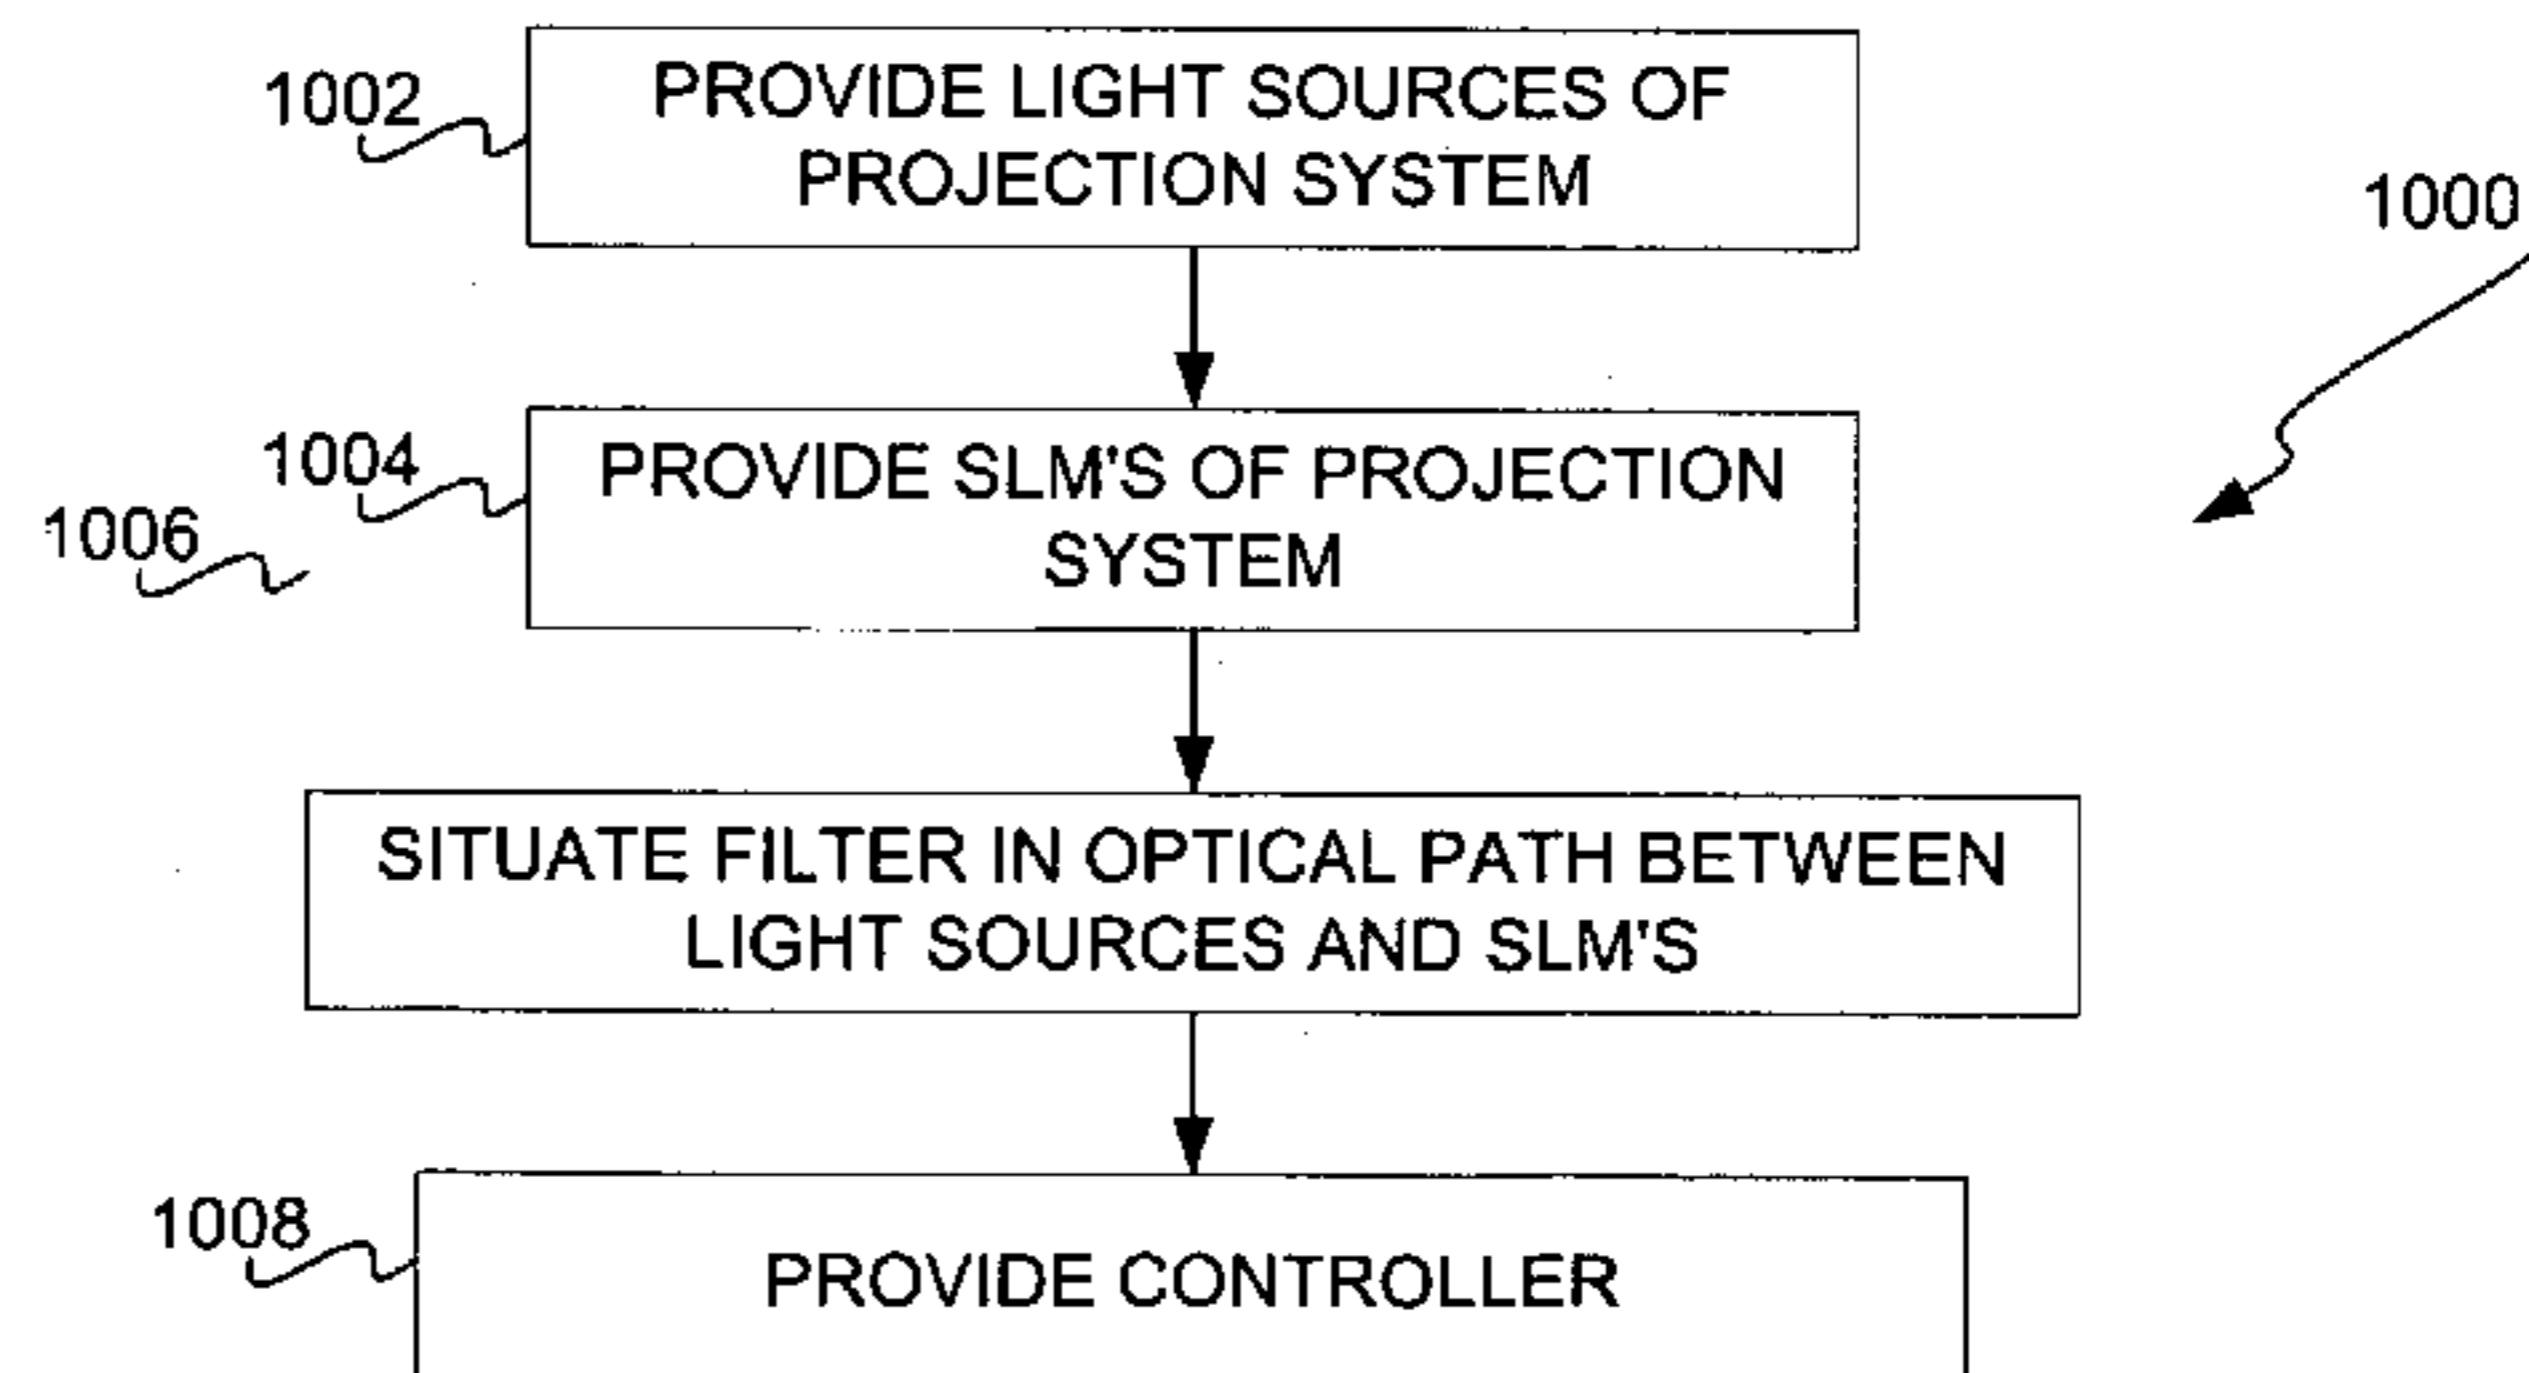 1002
PROVIDE LIGHT SOURCES OF
PROJECTION SYSTEM
1000
1004
PROVIDE SLM'S OF PROJECTION
SYSTEM
1006
SITUATE FILTER IN OPTICAL PATH BETWEEN
LIGHT SOURCES AND SLM'S
1008
PROVIDE CONTROLLER